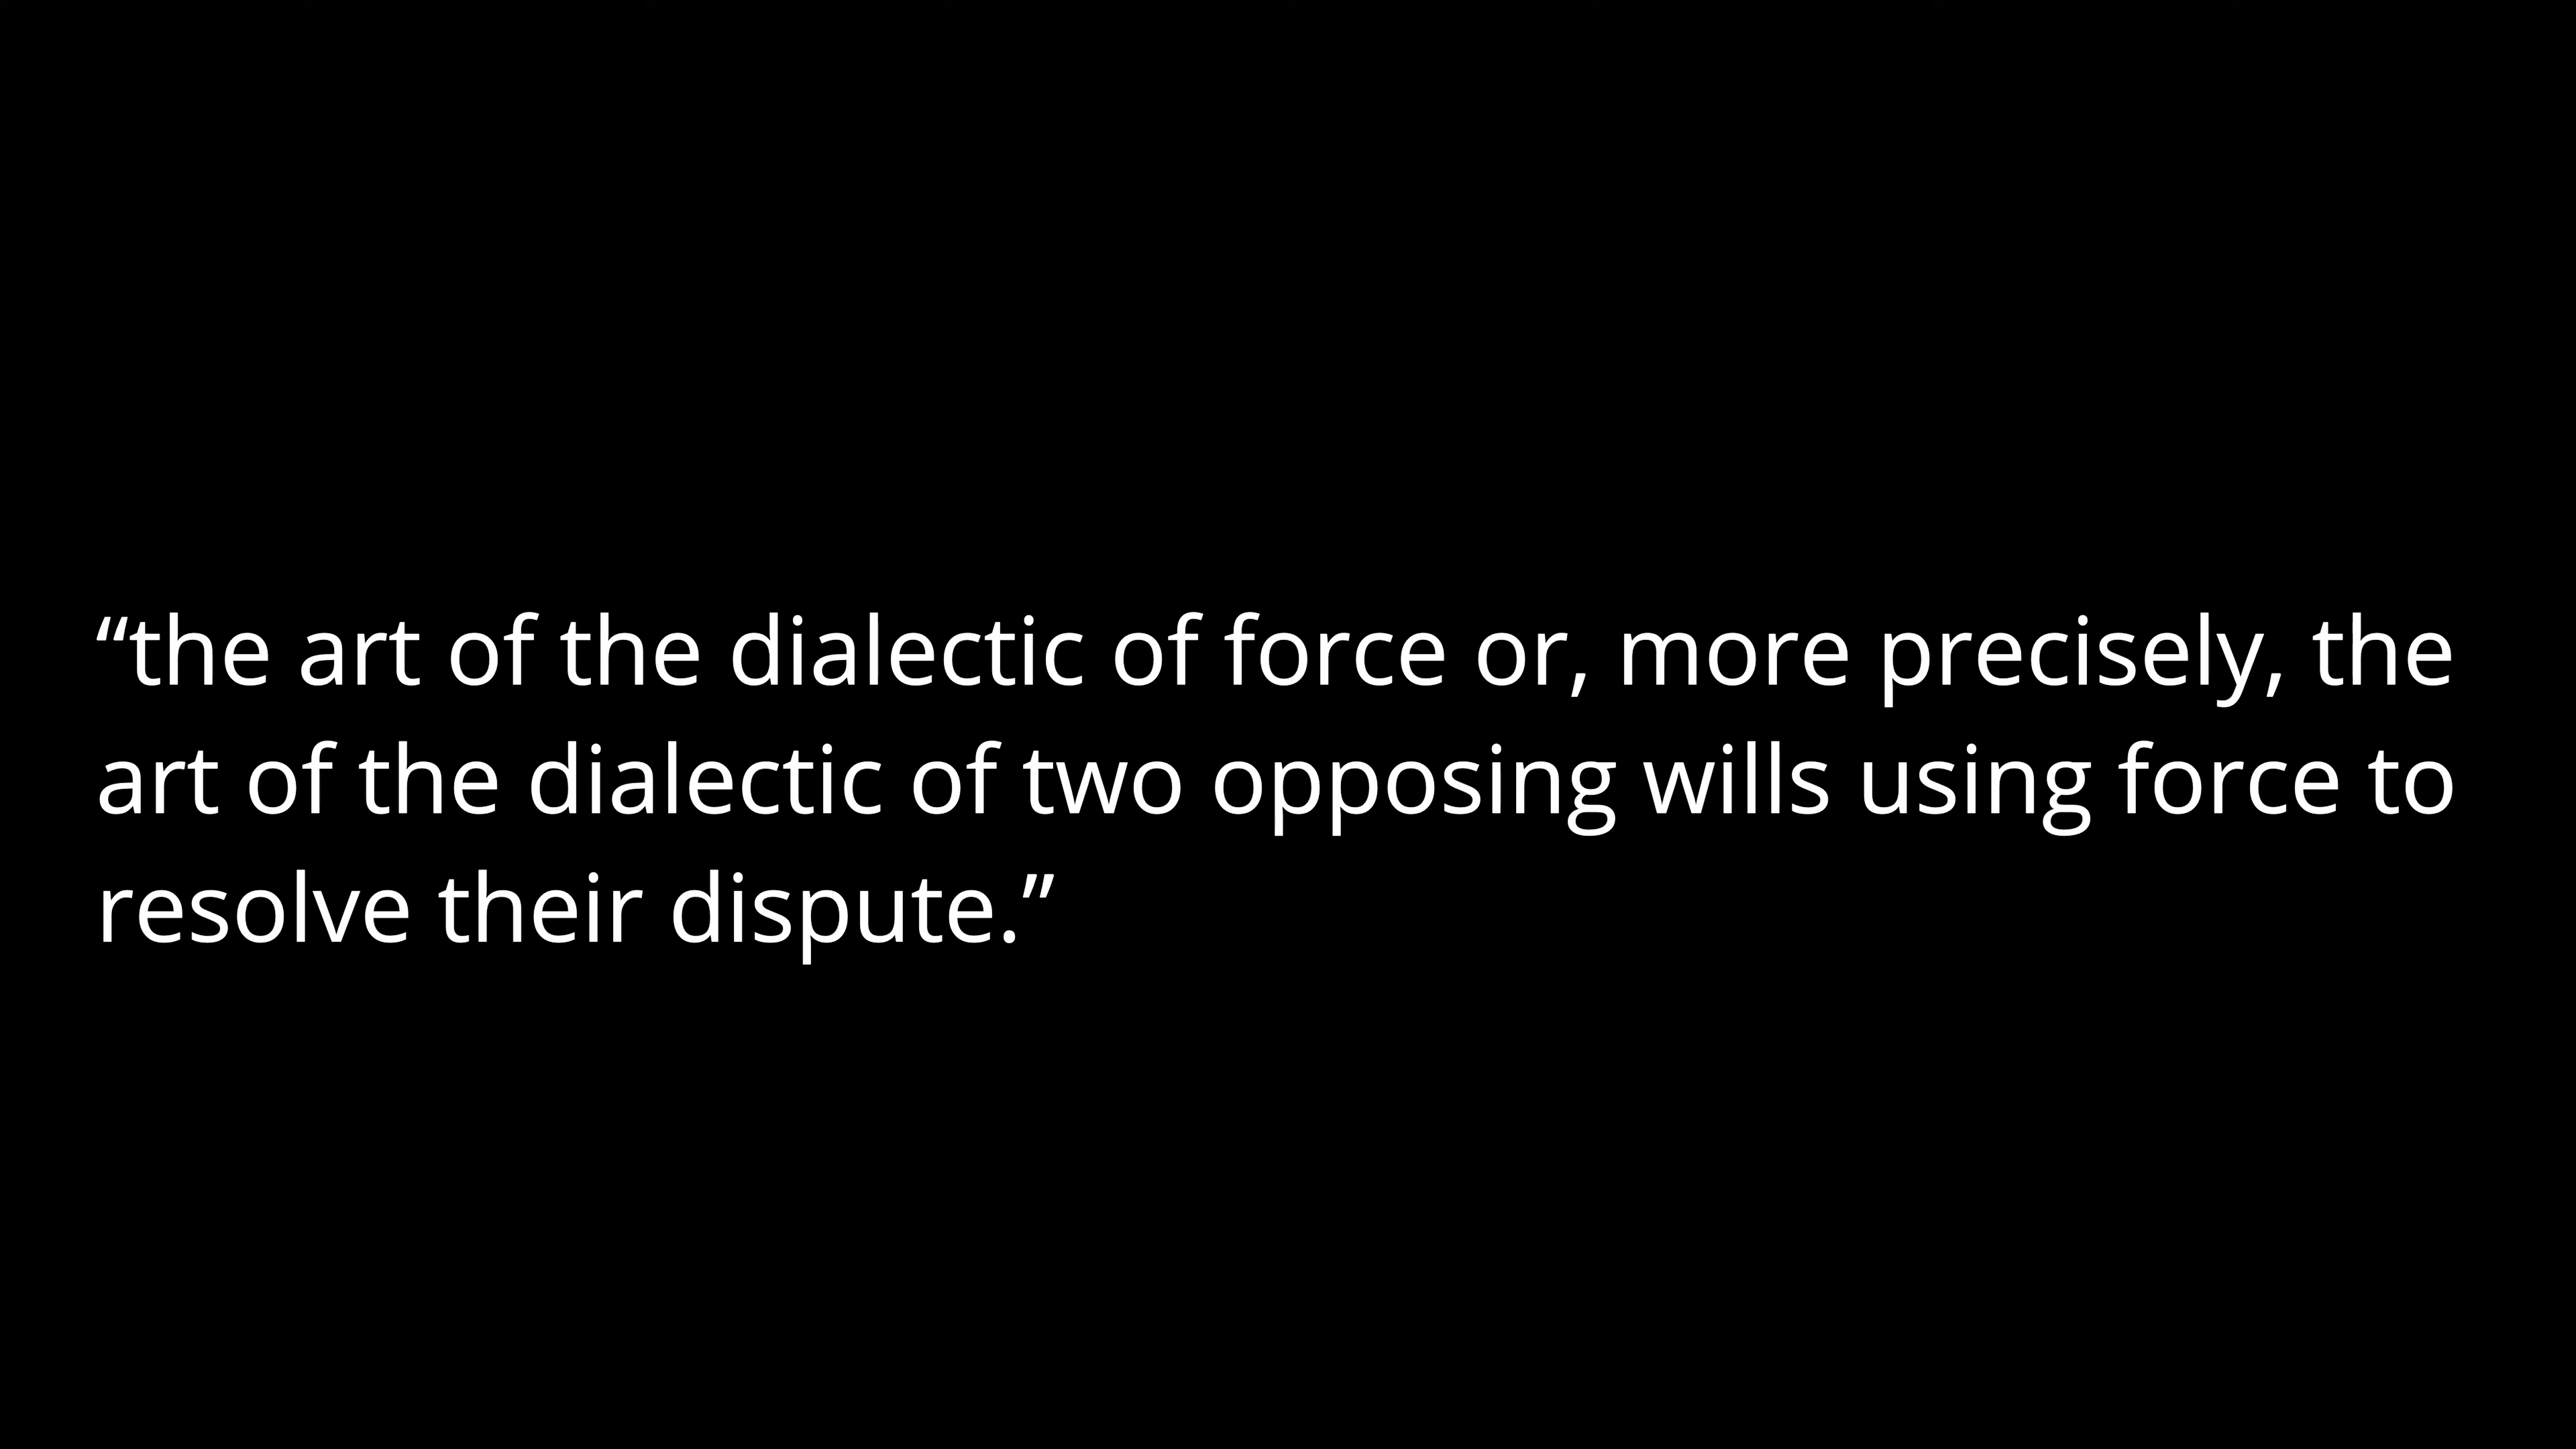 “the art of the dialectic of force or, more precisely, the
art of the dialectic of two opposing wills using force to
resolve their dispute.”